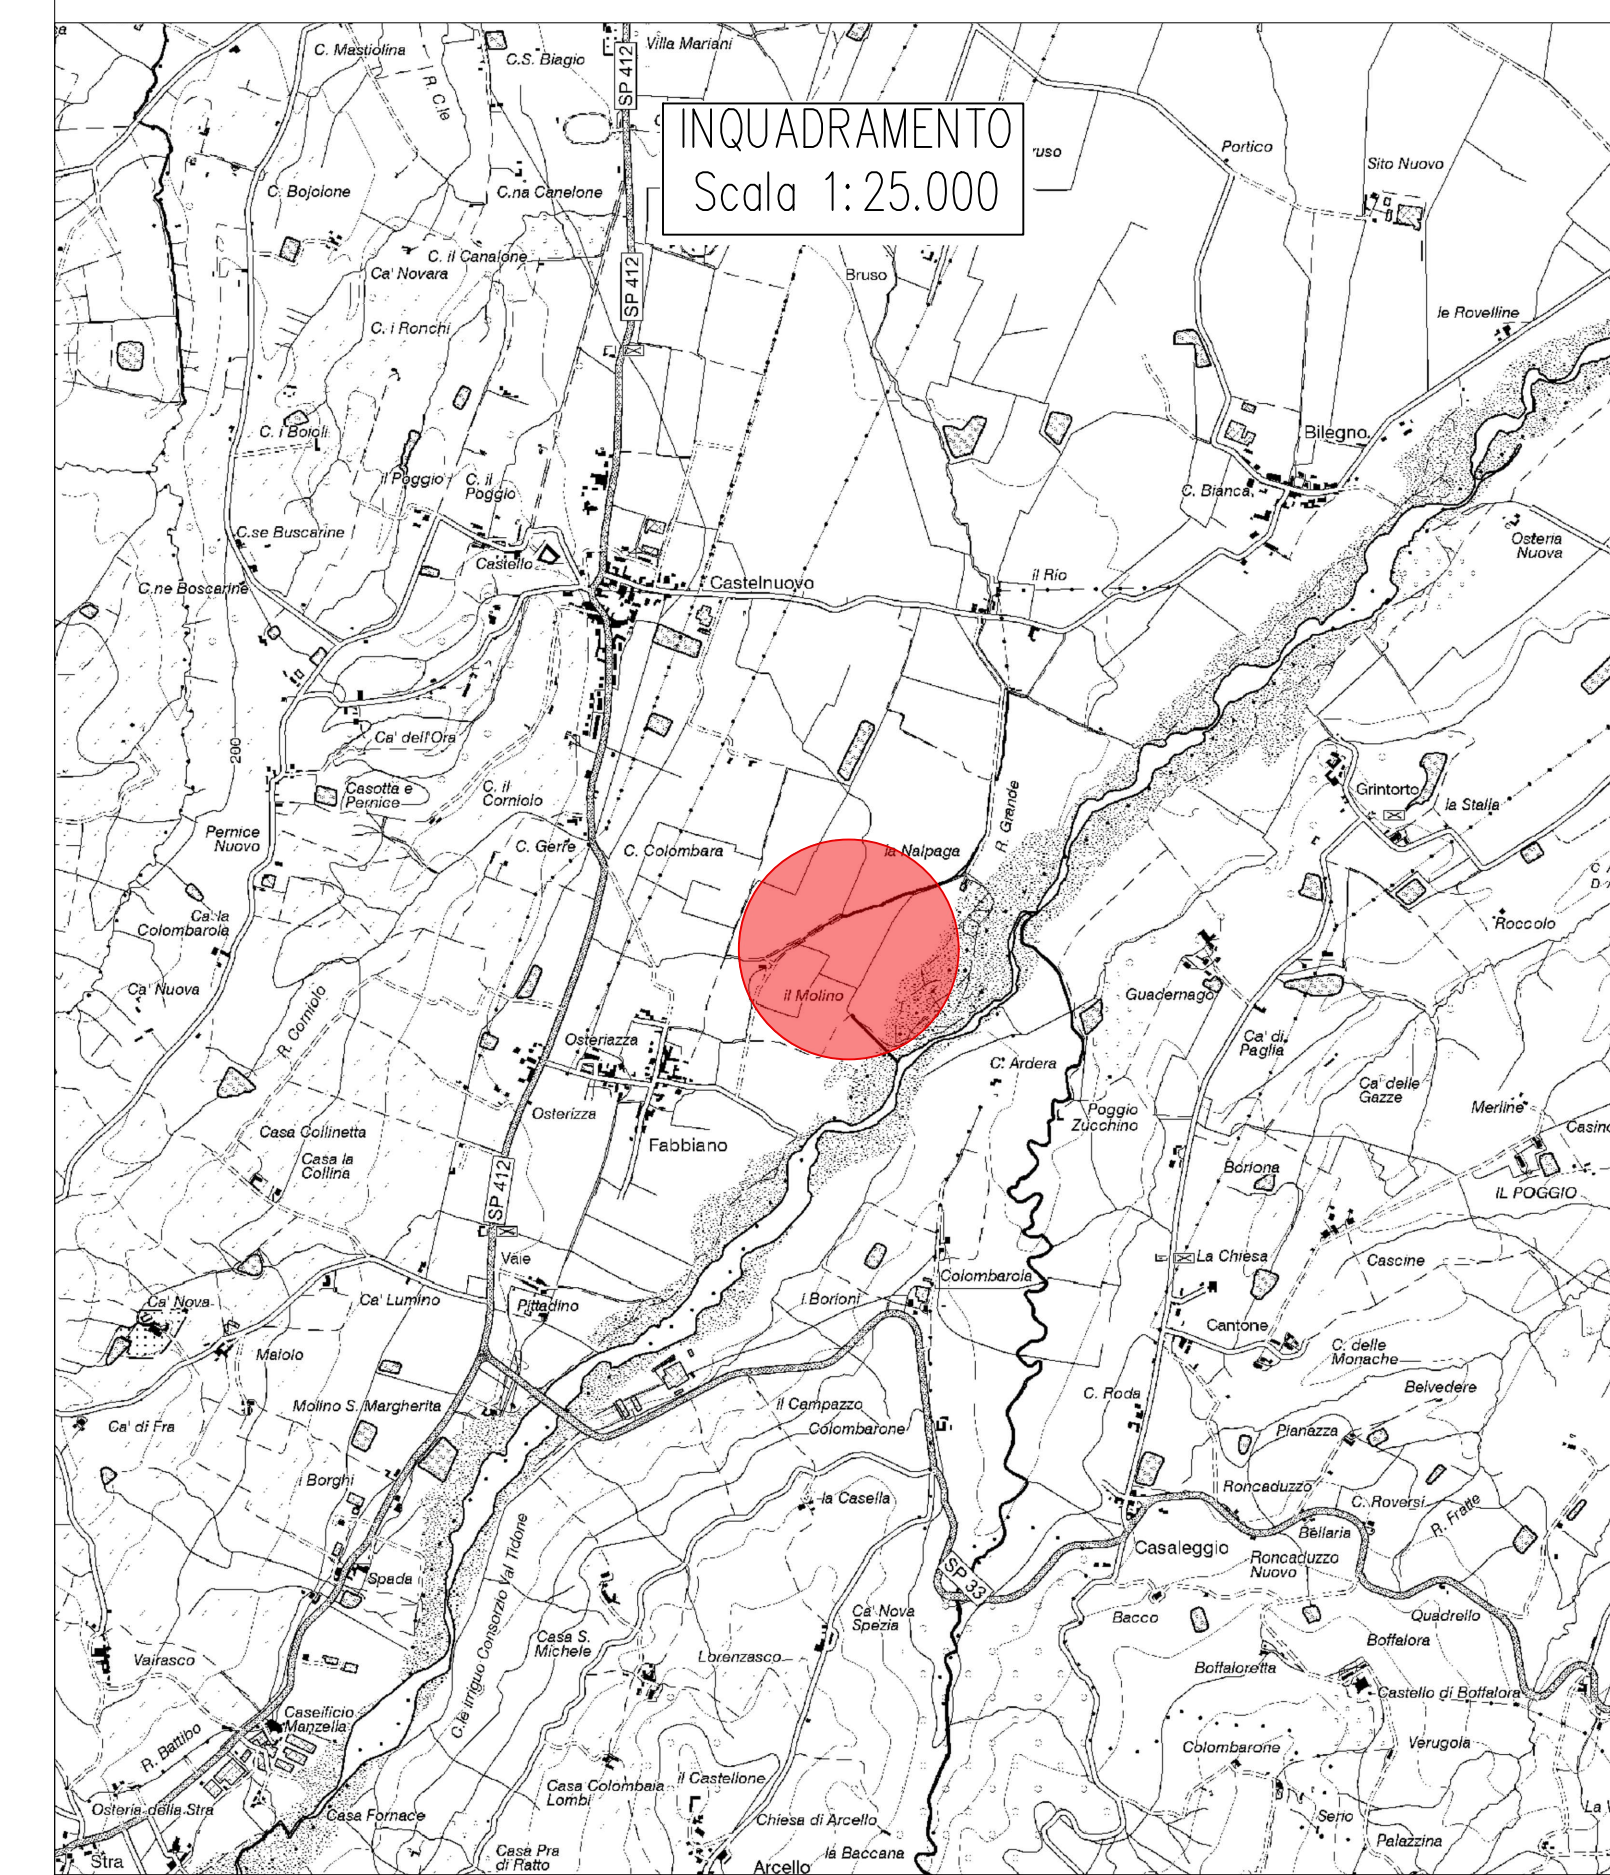 C. Mastiolina
C.S. Biagio
Villa Mariani
SP 412
R. C.le
INQUADRAMENTO
Scala 1:25.000
Portico
Sito Nuovo
C. Bojolone
C.na Canelone
C. il Canalone
Ca' Novara
SP 412
Bruso
C. i Ronchi
le Rovelline
C. i Boioli
Bilegno
il Poggio
C. il
Poggio
C. Bianca
C.se Buscarine
Castello
Osteria
Nuova
C.ne Boscarine
Castelnuovo
il Rio
200
Ca' dell'Ora
Casotta e
Pernice
C. il
Corniolo
Grintorto
la Stalla
R. Grande
Pernice
Nuovo
C. Gerre
C. Colombara
la Nalpaga
Ca' la
Colombarola
Roccolo
Ca' Nuova
il Molino
Guadernago
R. Corniolo
Osteriazza
Ca' di
Paglia
C. Ardera
Ca' delle
Gazze
Osterizza
Poggio
Zucchino
Merline
Casino
Casa Collinetta
Fabbiano
Casa la
Collina
Boriona
IL POGGIO
SP 412
Vaie
La Chiesa
Cascine
Colombarola
Ca' Nova
Ca' Lumino
Pittadino
i Borioni
Cantone
Maiolo
C. delle
Monache
Belvedere
Molino S. Margherita
il Campazzo
C. Roda
Ca' di Fra
Colombarone
Pianazza
i Borghi
la Casella
Roncaduzzo
C. Roversi
R. Fratte
Bellaria
Casaleggio
Roncaduzzo
Nuovo
C.le Irriguo Consorzio Val Tidone
Spada
SP 33
Ca' Nova
Spezia
Bacco
Quadrello
Casa S.
Michele
Boffalora
Vairasco
Lorenzasco
Boffaloretta
Castello di Boffalora
Caseificio
Manzella
R. Battibo
Colombarone
Verugola
Casa Colombaia
Lombi
il Castellone
Osteria della Stra
Casa Fornace
Chiesa di Arcello
Serio
Palazzina
Casa Pra
di Ratto
la Baccana
Stra
Arcello